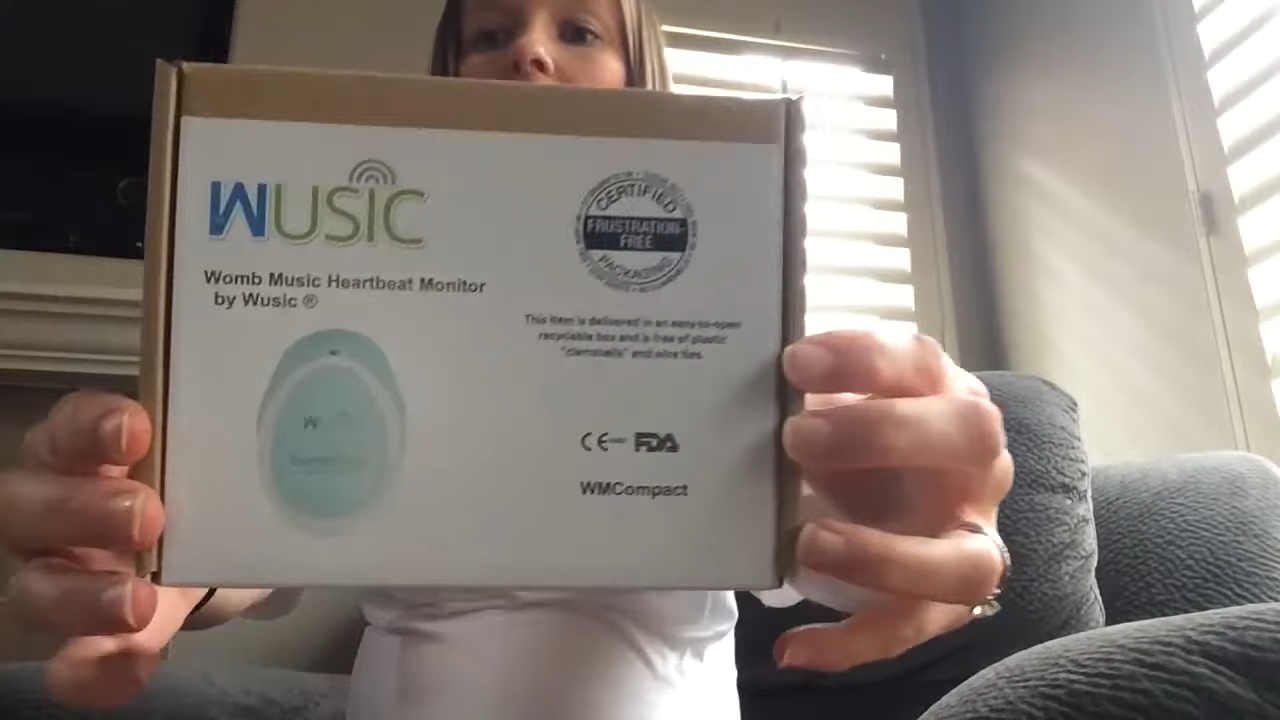 WUSIC
Womb Music Heartbeat Monitor
by Wusic ®
CERTIFIED
FRUSTRATION-
FREE
PACKAGING
This item is delivered in an easy-to-open
recyclable box and is free of plastic
"clamshells" and wire ties.
CE FDA
WMCompact